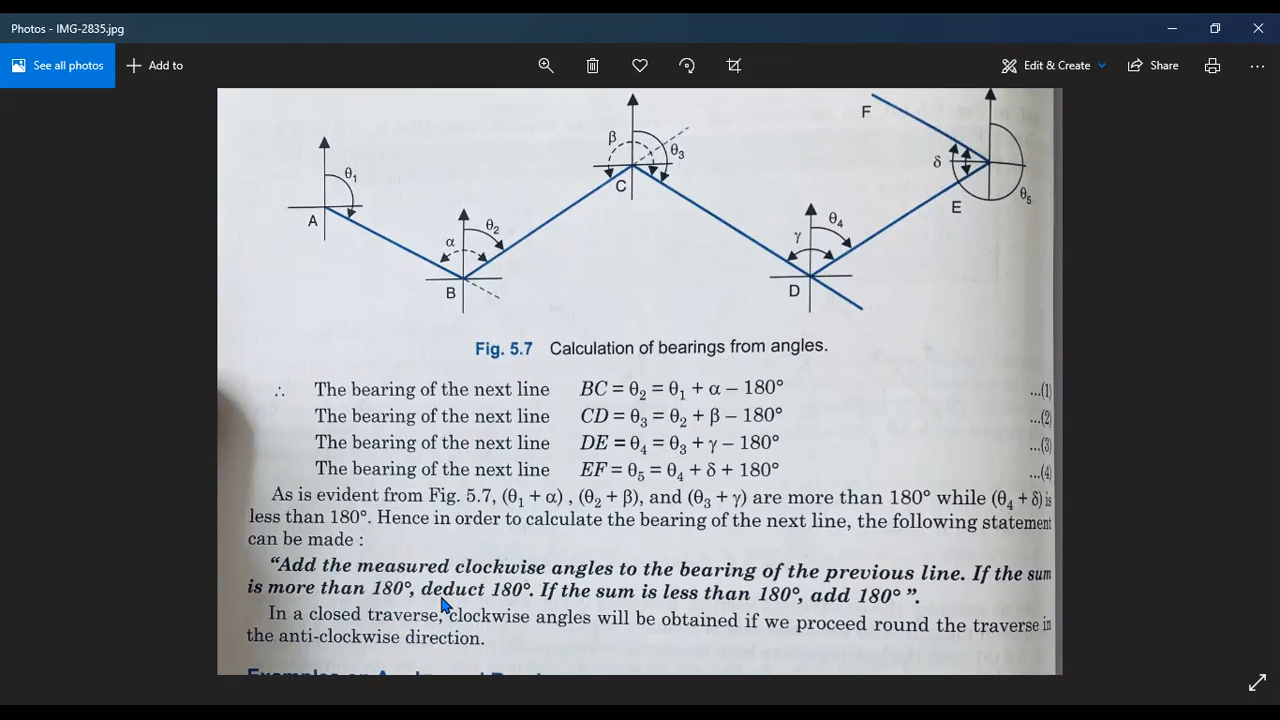 Photos - IMG-2835.jpg
See all photos
Add to
Edit & Create
Share
F
β
θ3
δ
θ1
C
A
E
θ5
α
θ2
γ
θ4
B
D
Fig. 5.7 Calculation of bearings from angles.
∴ The bearing of the next line BC = θ2 = θ1 + α – 180° ...(1)
The bearing of the next line CD = θ3 = θ2 + β – 180° ...(2)
The bearing of the next line DE = θ4 = θ3 + γ – 180° ...(3)
The bearing of the next line EF = θ5 = θ4 + δ + 180° ...(4)
As is evident from Fig. 5.7, (θ1 + α) , (θ2 + β), and (θ3 + γ) are more than 180° while (θ4 + δ) is
less than 180°. Hence in order to calculate the bearing of the next line, the following statement
can be made :
“Add the measured clockwise angles to the bearing of the previous line. If the sum
is more than 180°, deduct 180°. If the sum is less than 180°, add 180° ”.
In a closed traverse, clockwise angles will be obtained if we proceed round the traverse in
the anti-clockwise direction.